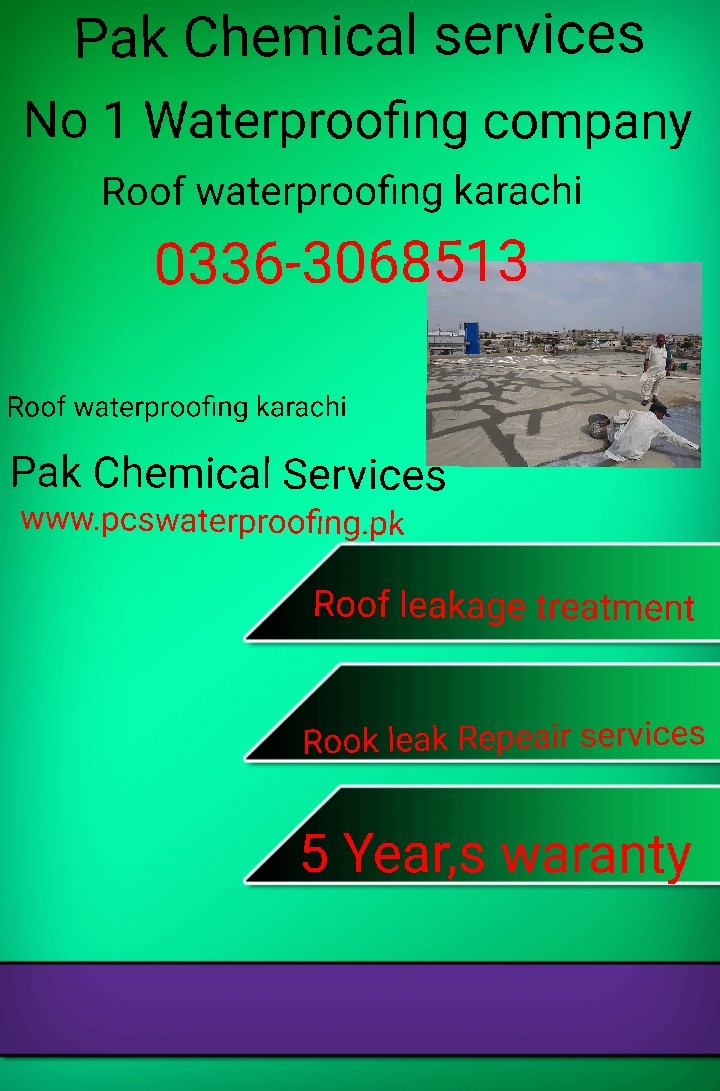 Pak Chemical services
No 1 Waterproofing company
Roof waterproofing karachi
0336-3068513
Roof waterproofing karachi
Pak Chemical Services
www.pcswaterproofing.pk
Roof leakage treatment
Rook leak Repeair services
5 Year,s waranty